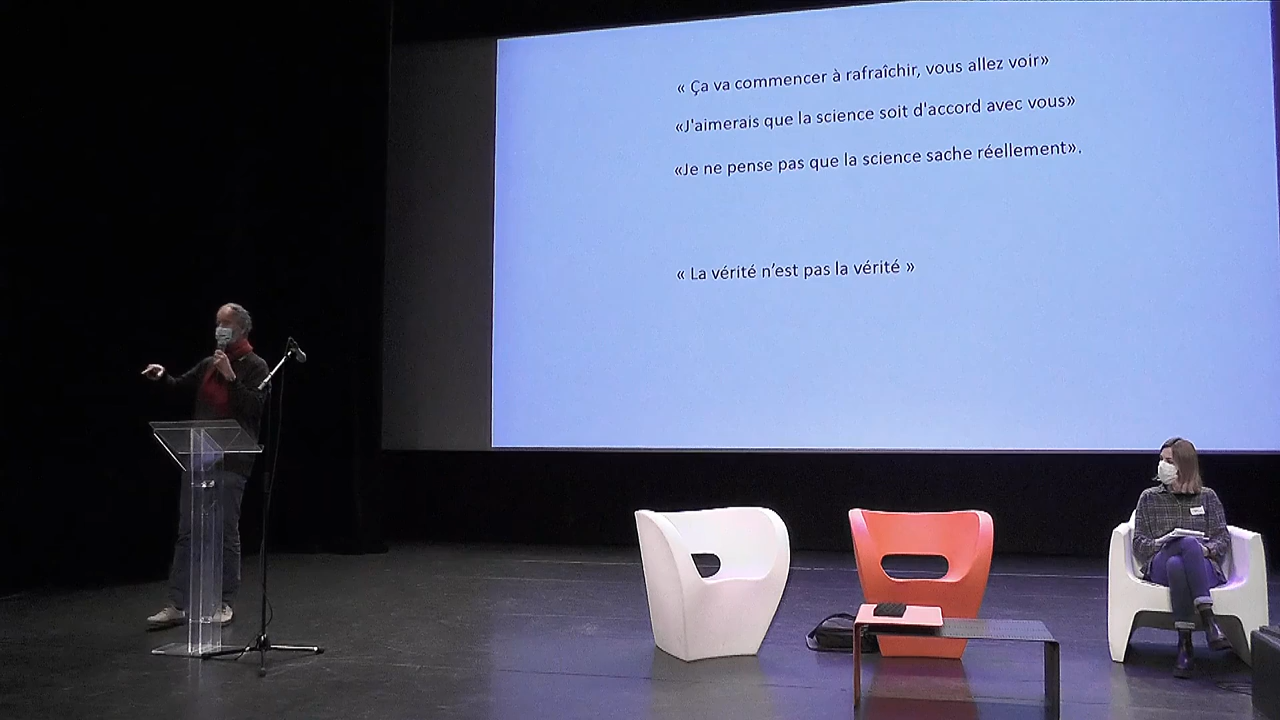 « Ça va commencer à rafraîchir, vous allez voir»
«J'aimerais que la science soit d'accord avec vous»
«Je ne pense pas que la science sache réellement».
« La vérité n’est pas la vérité »